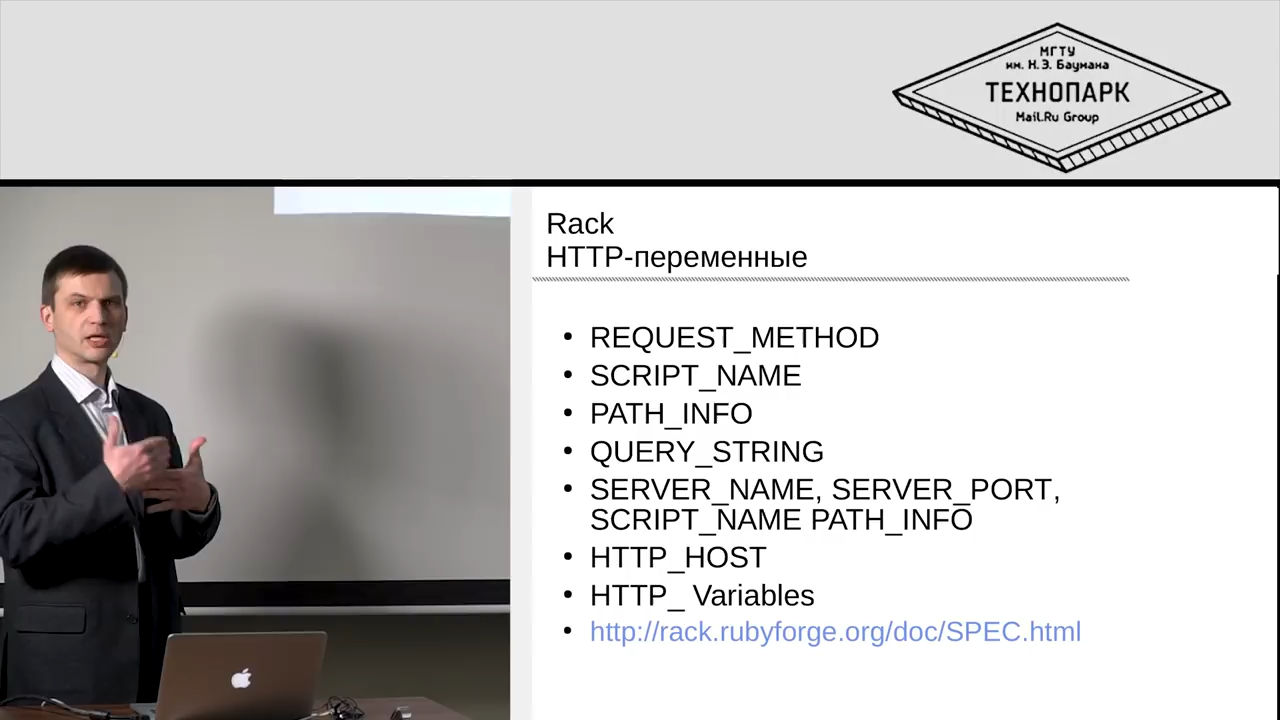 МГТУ
им. Н.Э. Баумана
ТЕХНОПАРК
Mail.Ru Group
Rack
HTTP-переменные
• REQUEST_METHOD
• SCRIPT_NAME
• PATH_INFO
• QUERY_STRING
• SERVER_NAME, SERVER_PORT,
SCRIPT_NAME PATH_INFO
• HTTP_HOST
• HTTP_ Variables
• http://rack.rubyforge.org/doc/SPEC.html